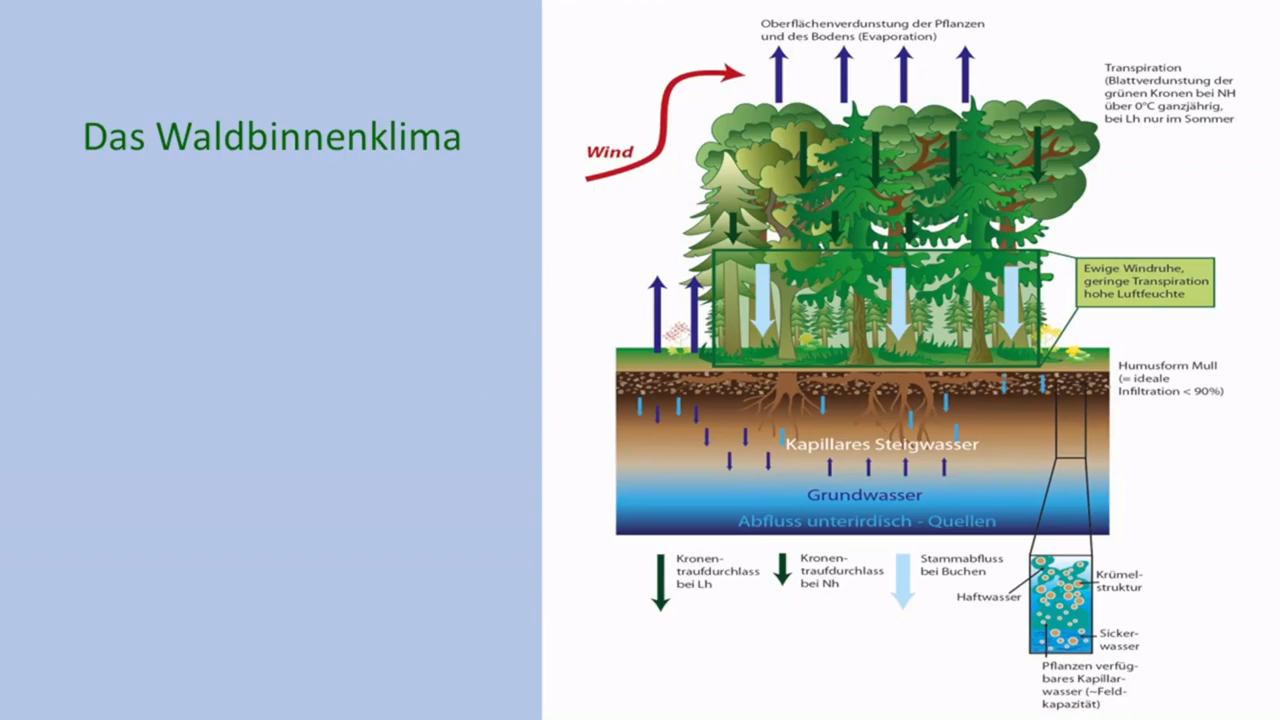 Das Waldbinnenklima
Oberflächenverdunstung der Pflanzen
und des Bodens (Evaporation)
Transpiration
(Blattverdunstung der
grünen Kronen bei NH
über 0°C ganzjährig,
bei Lh nur im Sommer
Wind
Ewige Windruhe,
geringe Transpiration
hohe Luftfeuchte
Humusform Mull
(= ideale
Infiltration < 90%)
Kapillares Steigwasser
Grundwasser
Abfluss unterirdisch - Quellen
Kronen-
traufdurchlass
bei Lh
Kronen-
traufdurchlass
bei Nh
Stammabfluss
bei Buchen
Haftwasser
Krümel-
struktur
Sicker-
wasser
Pflanzen verfüg-
bares Kapillar-
wasser (~Feld-
kapazität)